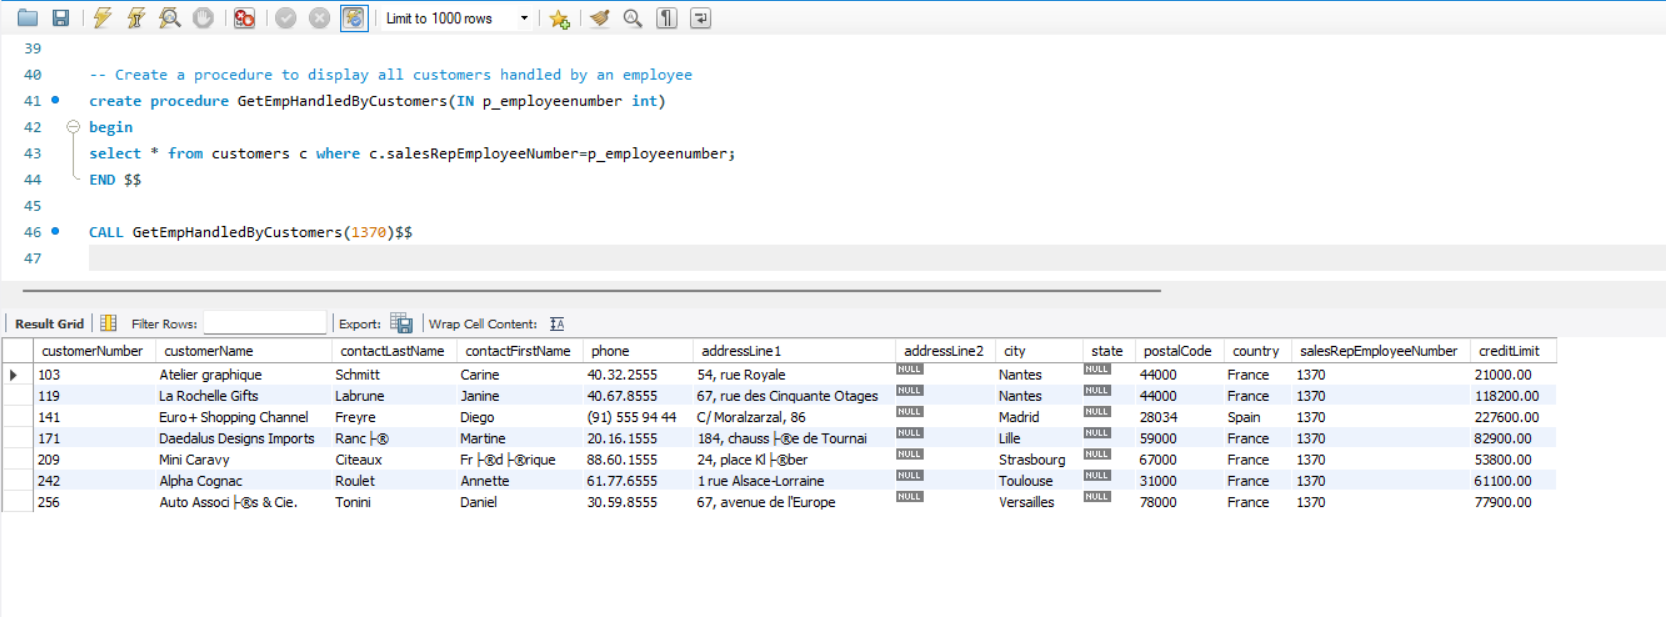 Limit to 1000 rows
39
40 -- Create a procedure to display all customers handled by an employee
41 create procedure GetEmpHandledByCustomers(IN p_employeenumber int)
42 begin
43 select * from customers c where c.salesRepEmployeeNumber=p_employeenumber;
44 END $$
45
46 CALL GetEmpHandledByCustomers(1370)$$
47
Result Grid Filter Rows: Export: Wrap Cell Content: IA
customerNumber customerName contactLastName contactFirstName phone addressLine1 addressLine2 city state postalCode country salesRepEmployeeNumber creditLimit
103 Atelier graphique Schmitt Carine 40.32.2555 54, rue Royale NULL Nantes NULL 44000 France 1370 21000.00
119 La Rochelle Gifts Labrune Janine 40.67.8555 67, rue des Cinquante Otages NULL Nantes NULL 44000 France 1370 118200.00
141 Euro+ Shopping Channel Freyre Diego (91) 555 94 44 C/ Moralzarzal, 86 NULL Madrid NULL 28034 Spain 1370 227600.00
171 Daedalus Designs Imports Ranc├® Martine 20.16.1555 184, chauss├®e de Tournai NULL Lille NULL 59000 France 1370 82900.00
209 Mini Caravy Citeaux Fr├®d├®rique 88.60.1555 24, place Kl├®ber NULL Strasbourg NULL 67000 France 1370 53800.00
242 Alpha Cognac Roulet Annette 61.77.6555 1 rue Alsace-Lorraine NULL Toulouse NULL 31000 France 1370 61100.00
256 Auto Associ├®s & Cie. Tonini Daniel 30.59.8555 67, avenue de l'Europe NULL Versailles NULL 78000 France 1370 77900.00